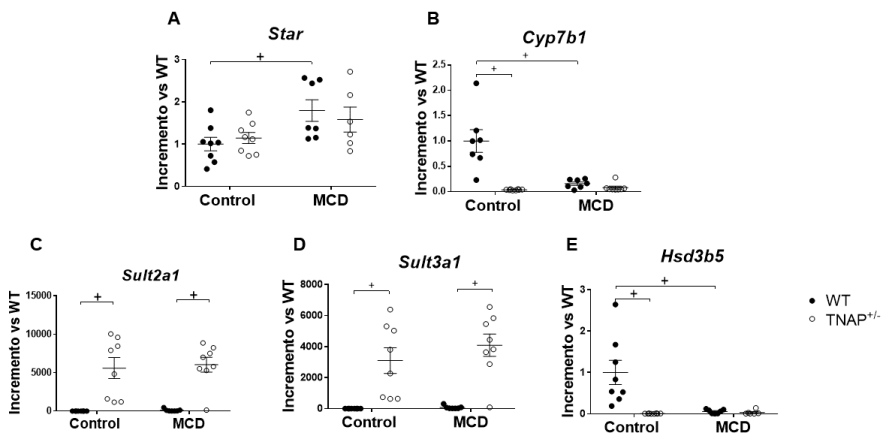 A
Star
Incremento vs WT
3
2
1
0
+
Control MCD
B
Cyp7b1
Incremento vs WT
2.5
2.0
1.5
1.0
0.5
0.0
+
+
Control MCD
C
Sult2a1
Incremento vs WT
15000
10000
5000
0
+ +
Control MCD
D
Sult3a1
Incremento vs WT
8000
6000
4000
2000
0
+ +
Control MCD
E
Hsd3b5
Incremento vs WT
3
2
1
0
+
+
Control MCD
WT
TNAP+/-